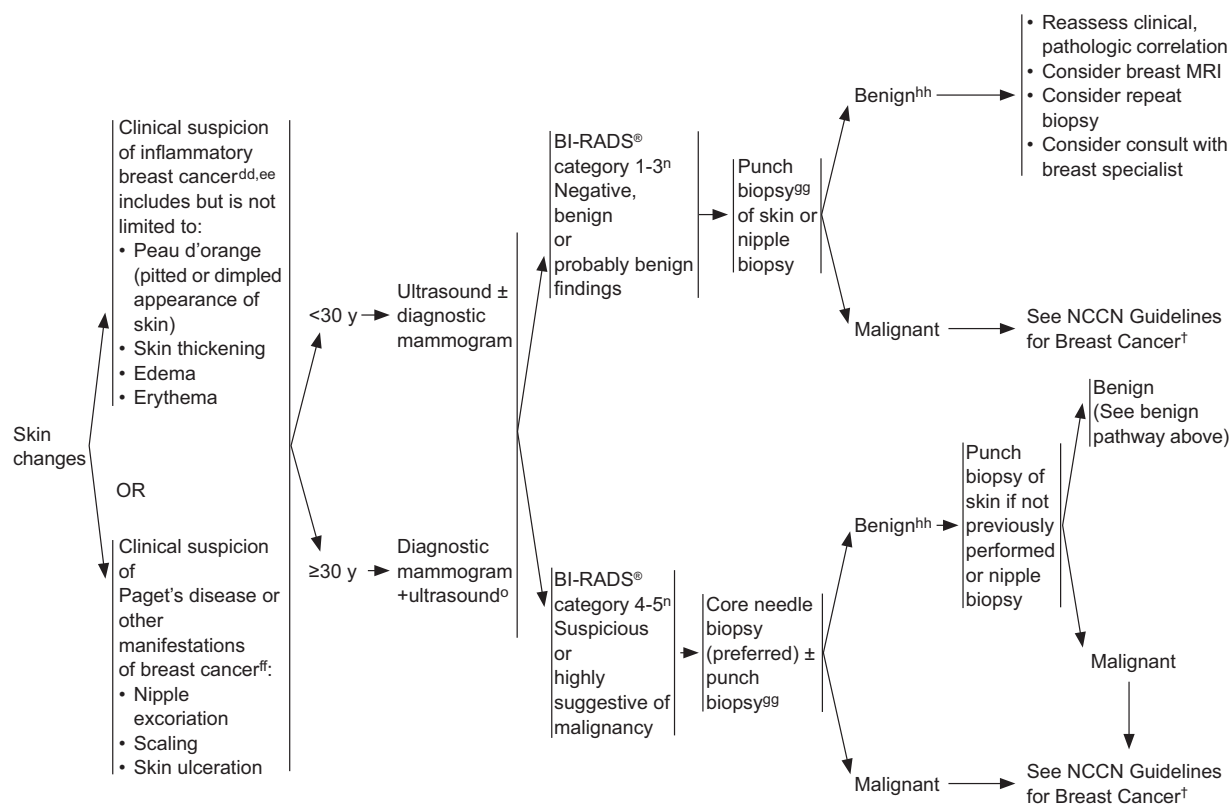 Skin
changes
Clinical suspicion
of inflammatory
breast cancerdd,ee
includes but is not
limited to:
• Peau d’orange
(pitted or dimpled
appearance of
skin)
• Skin thickening
• Edema
• Erythema
OR
Clinical suspicion
of
Paget’s disease or
other
manifestations
of breast cancerff:
• Nipple
excoriation
• Scaling
• Skin ulceration
<30 y
Ultrasound ±
diagnostic
mammogram
≥30 y
Diagnostic
mammogram
+ultrasoundo
BI-RADS®
category 1-3n
Negative,
benign
or
probably benign
findings
Punch
biopsygg
of skin or
nipple
biopsy
Benignhh
• Reassess clinical,
pathologic correlation
• Consider breast MRI
• Consider repeat
biopsy
• Consider consult with
breast specialist
Malignant
See NCCN Guidelines
for Breast Cancer†
BI-RADS®
category 4-5n
Suspicious
or
highly
suggestive of
malignancy
Core needle
biopsy
(preferred) ±
punch
biopsygg
Benignhh
Punch
biopsy of
skin if not
previously
performed
or nipple
biopsy
Benign
(See benign
pathway above)
Malignant
Malignant
See NCCN Guidelines
for Breast Cancer†